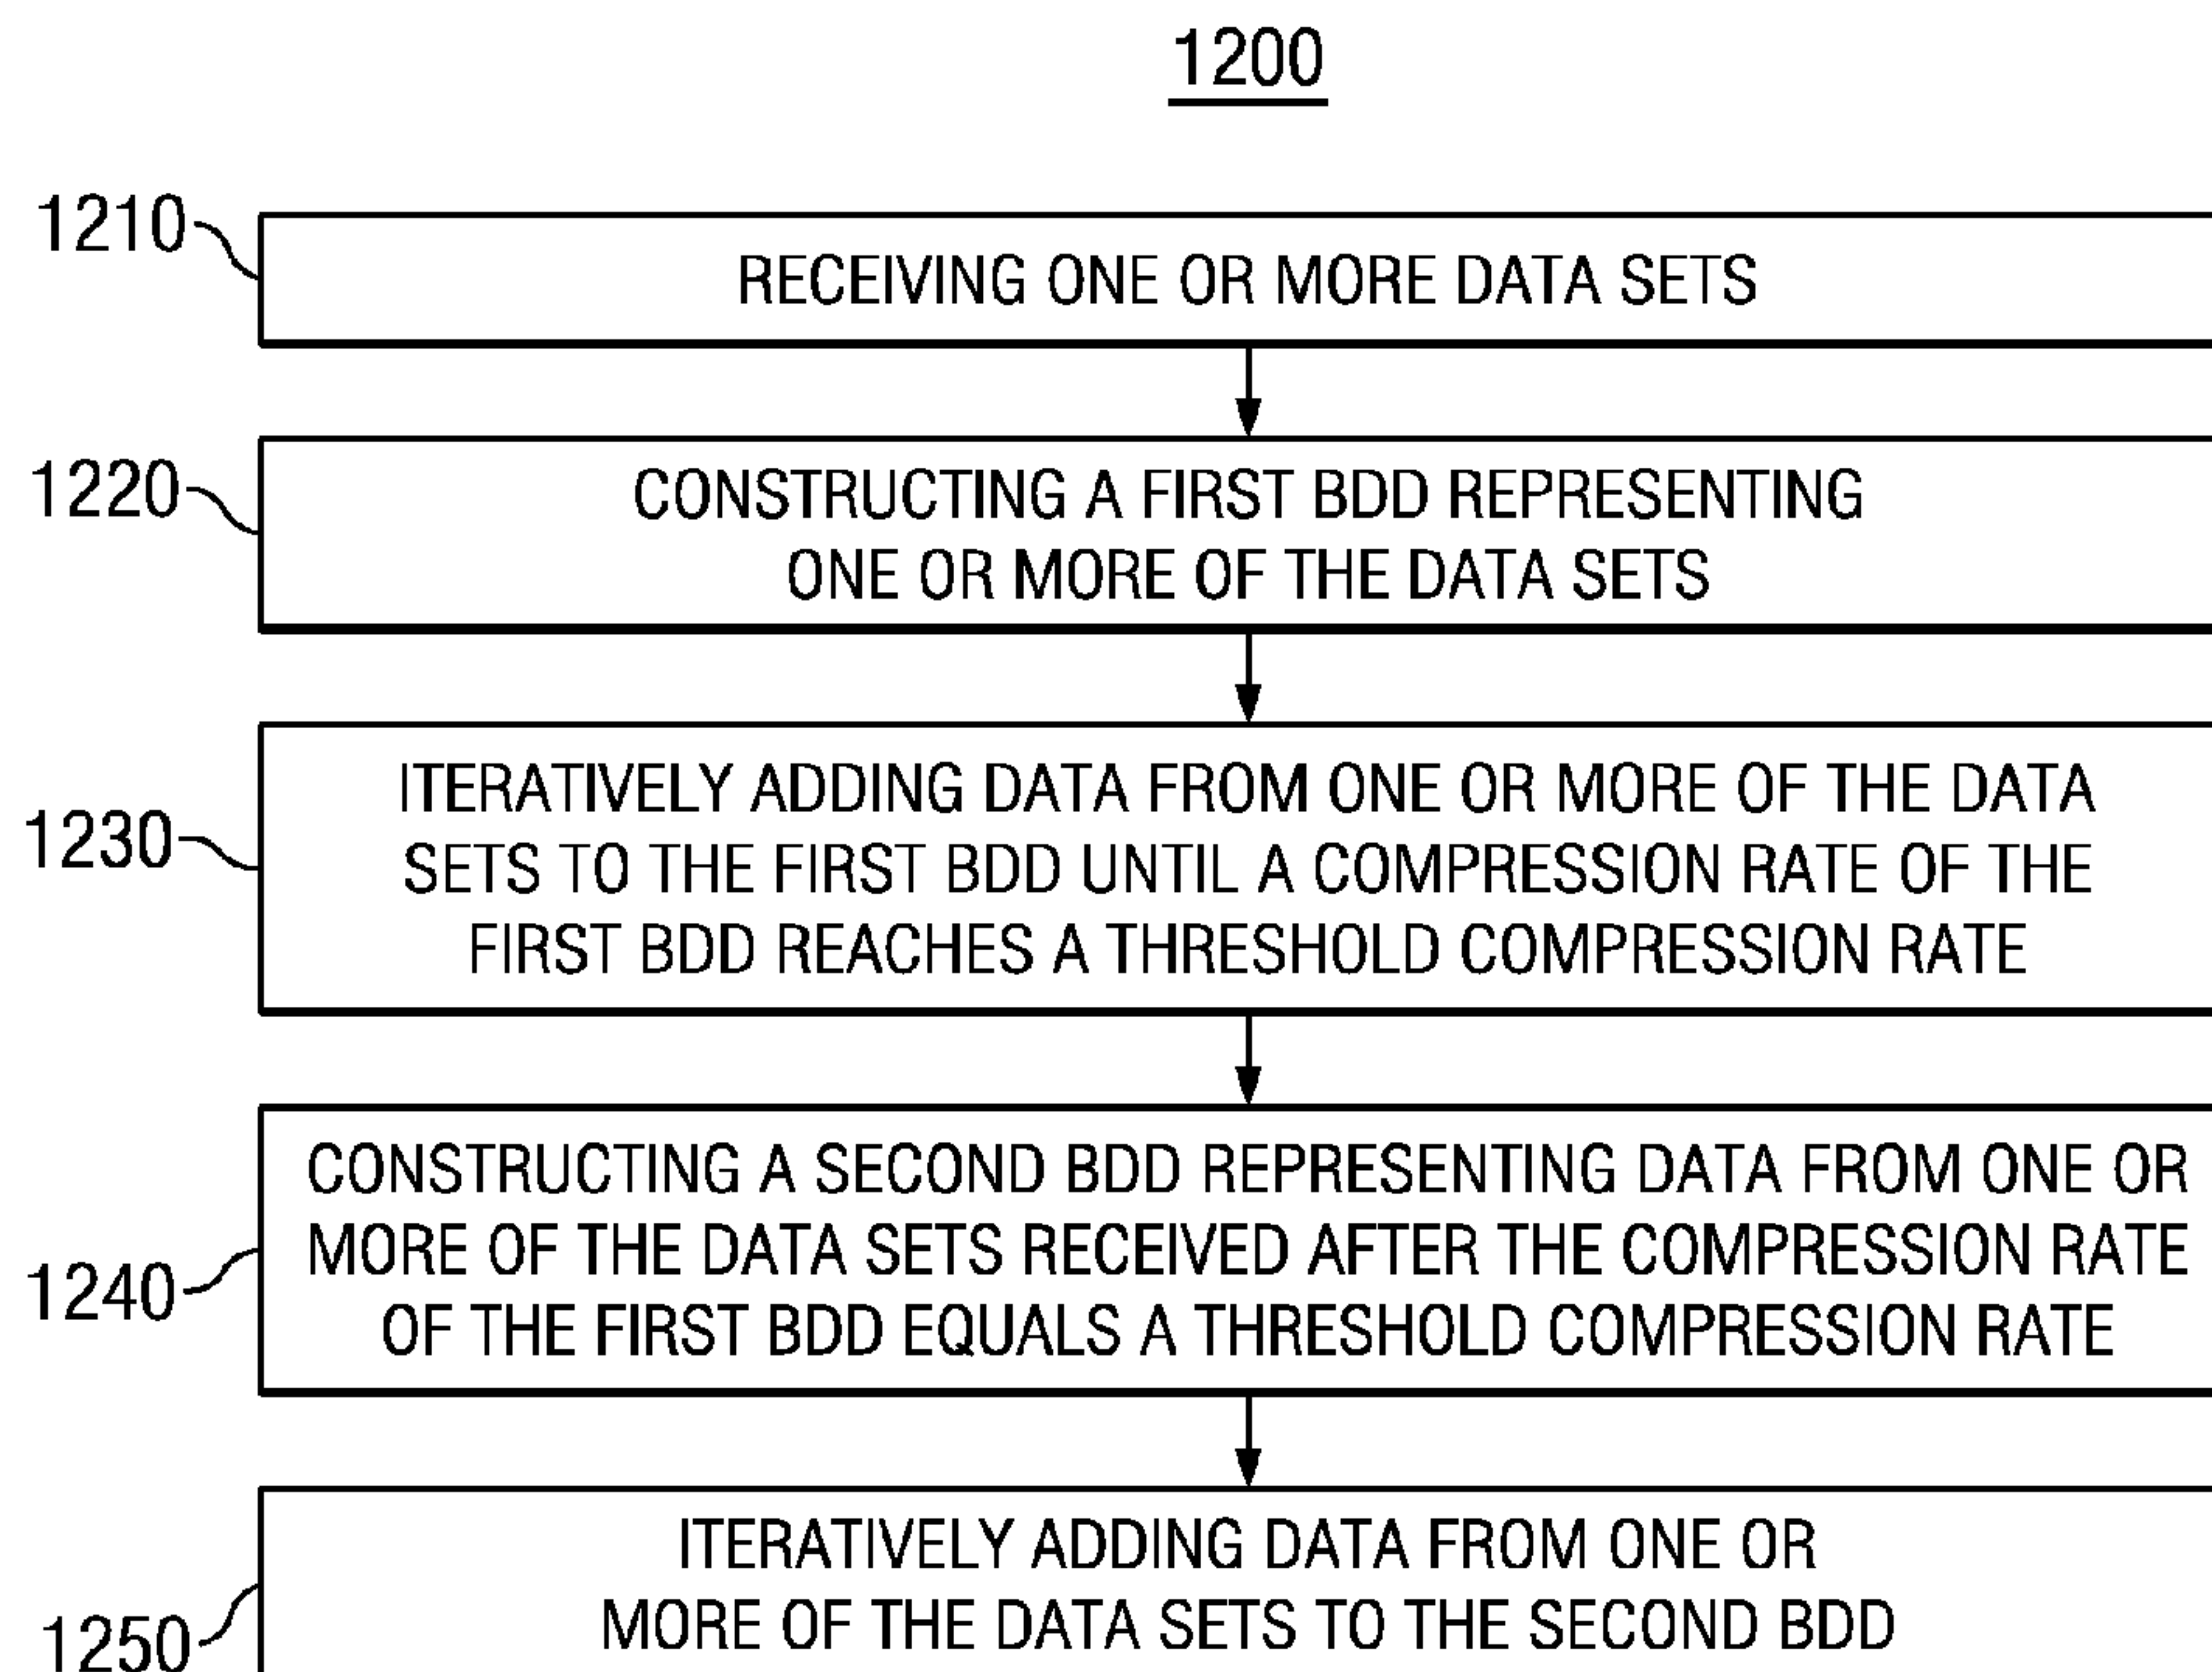 1200
1210
RECEIVING ONE OR MORE DATA SETS
1220
CONSTRUCTING A FIRST BDD REPRESENTING
ONE OR MORE OF THE DATA SETS
1230
ITERATIVELY ADDING DATA FROM ONE OR MORE OF THE DATA
SETS TO THE FIRST BDD UNTIL A COMPRESSION RATE OF THE
FIRST BDD REACHES A THRESHOLD COMPRESSION RATE
1240
CONSTRUCTING A SECOND BDD REPRESENTING DATA FROM ONE OR
MORE OF THE DATA SETS RECEIVED AFTER THE COMPRESSION RATE
OF THE FIRST BDD EQUALS A THRESHOLD COMPRESSION RATE
1250
ITERATIVELY ADDING DATA FROM ONE OR
MORE OF THE DATA SETS TO THE SECOND BDD